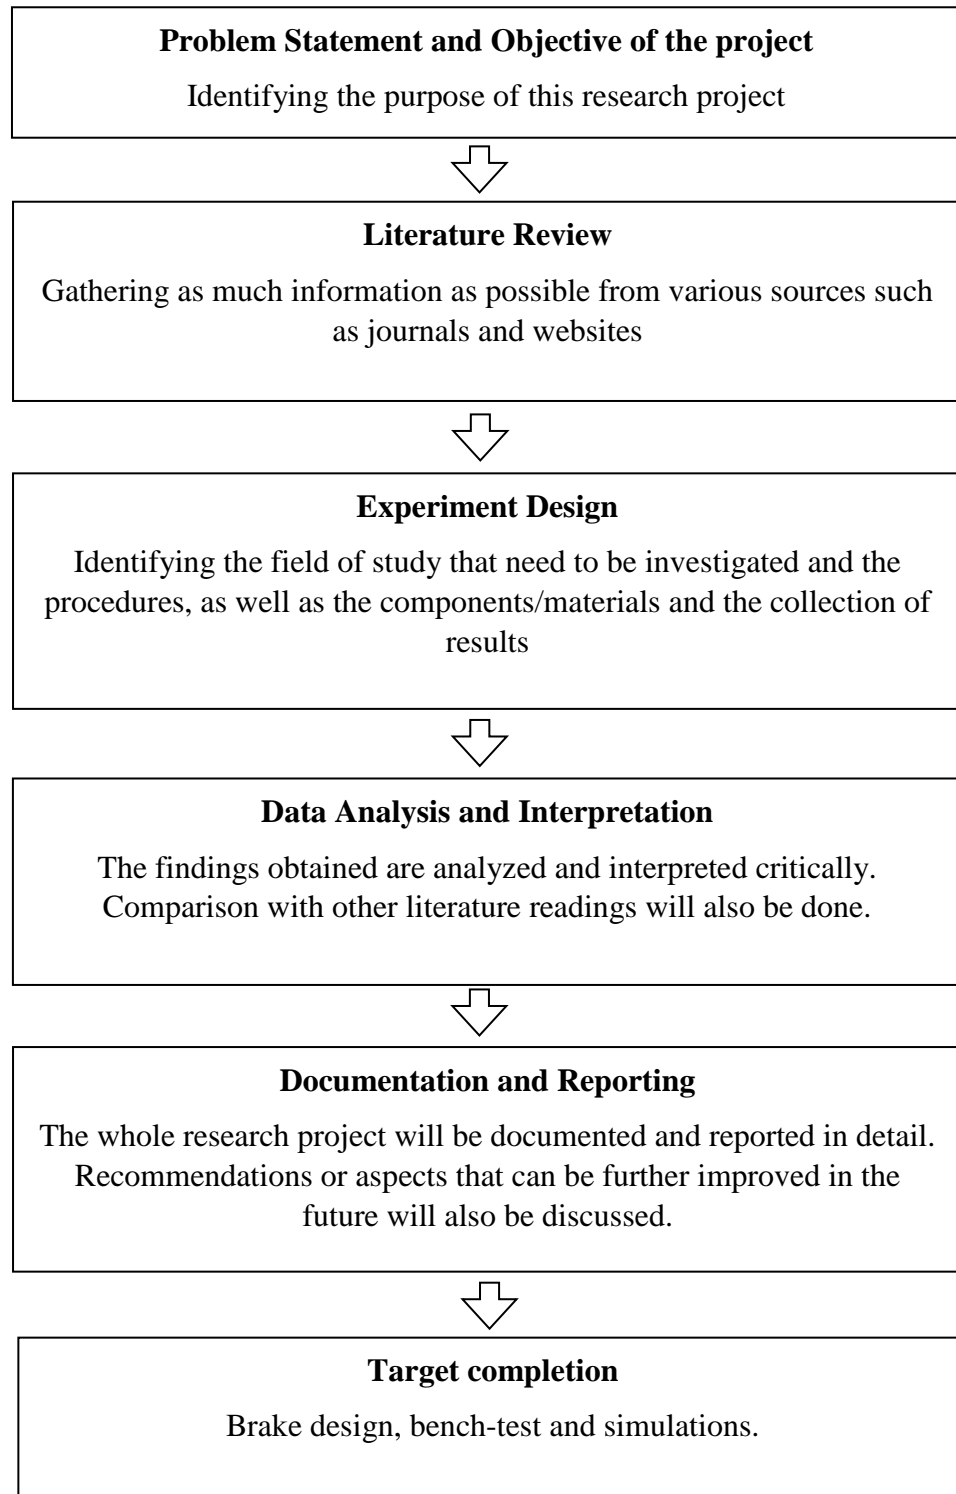 Problem Statement and Objective of the project
Identifying the purpose of this research project
Literature Review
Gathering as much information as possible from various sources such
as journals and websites
Experiment Design
Identifying the field of study that need to be investigated and the
procedures, as well as the components/materials and the collection of
results
Data Analysis and Interpretation
The findings obtained are analyzed and interpreted critically.
Comparison with other literature readings will also be done.
Documentation and Reporting
The whole research project will be documented and reported in detail.
Recommendations or aspects that can be further improved in the
future will also be discussed.
Target completion
Brake design, bench-test and simulations.